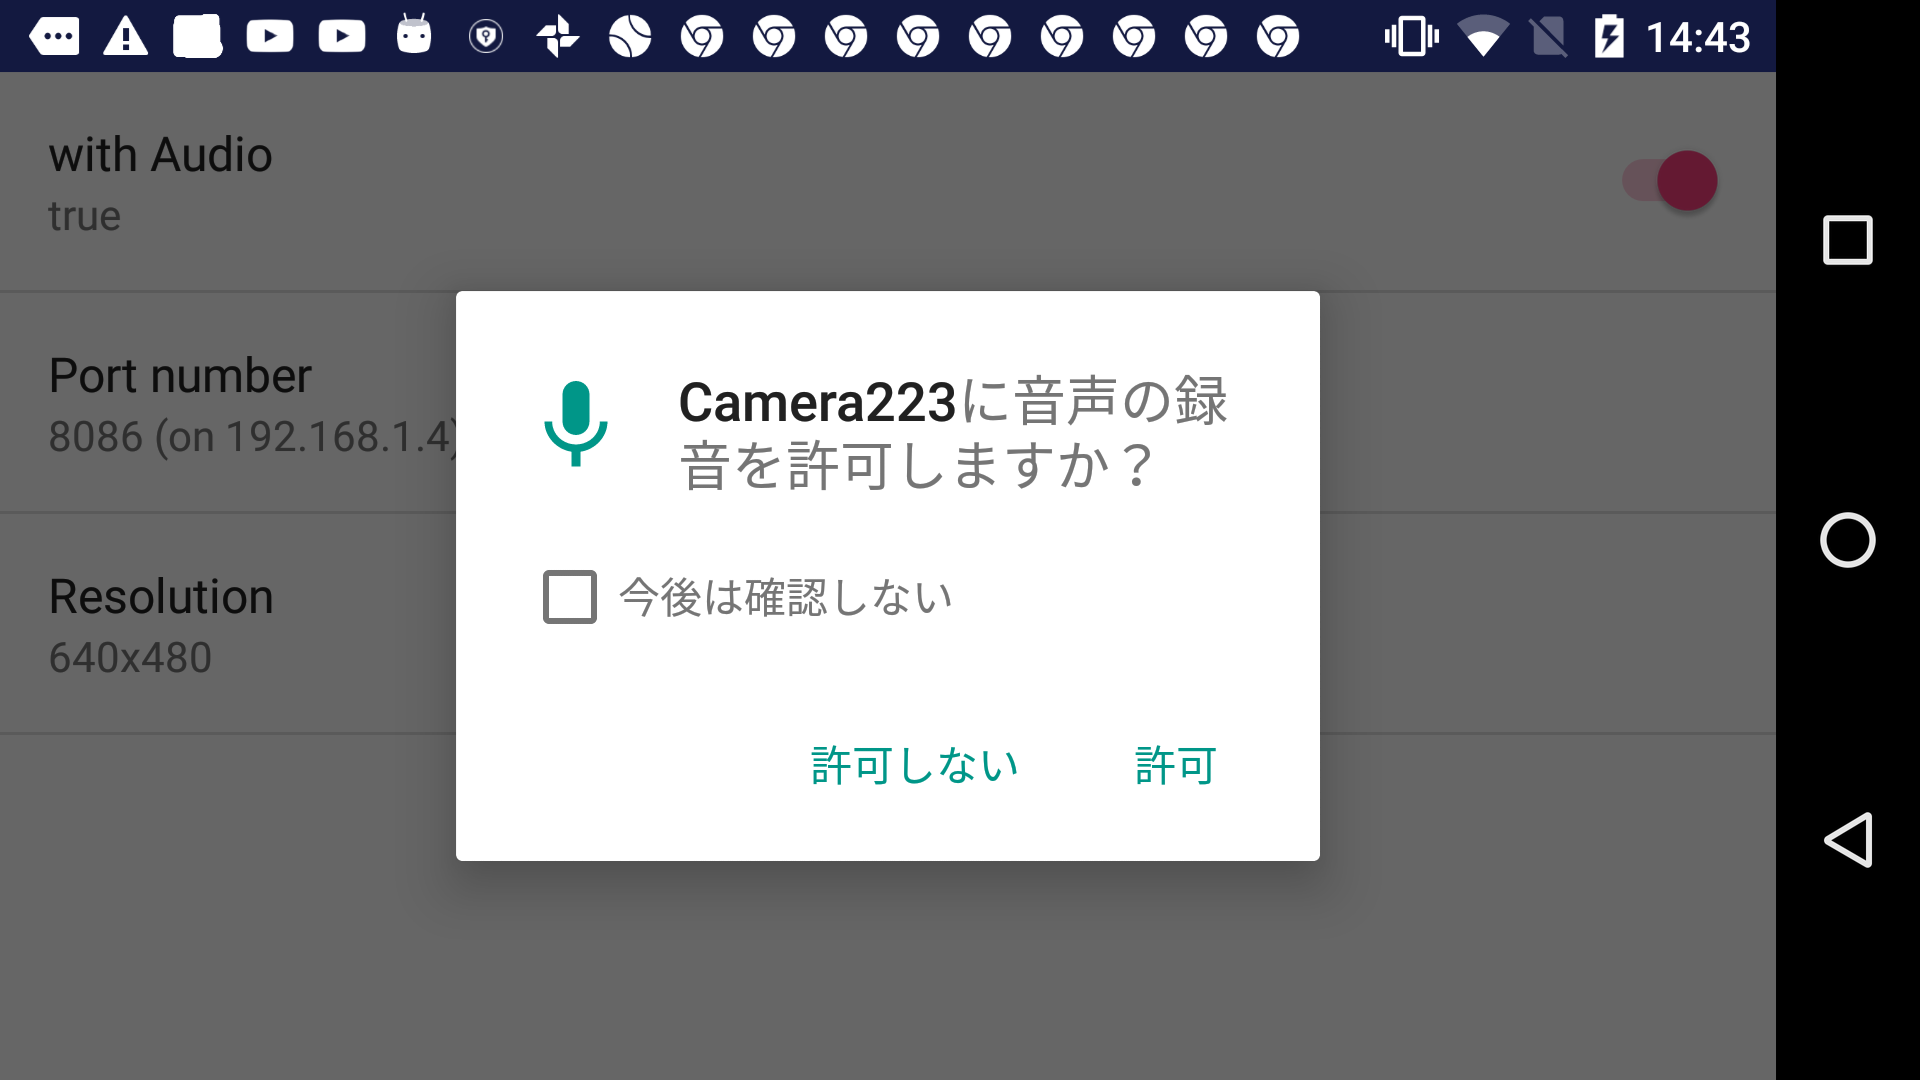 14:43
with Audio
true
Port number
8086 (on 192.168.1.4)
Resolution
640x480
Camera223に音声の録
音を許可しますか？
今後は確認しない
許可しない 許可